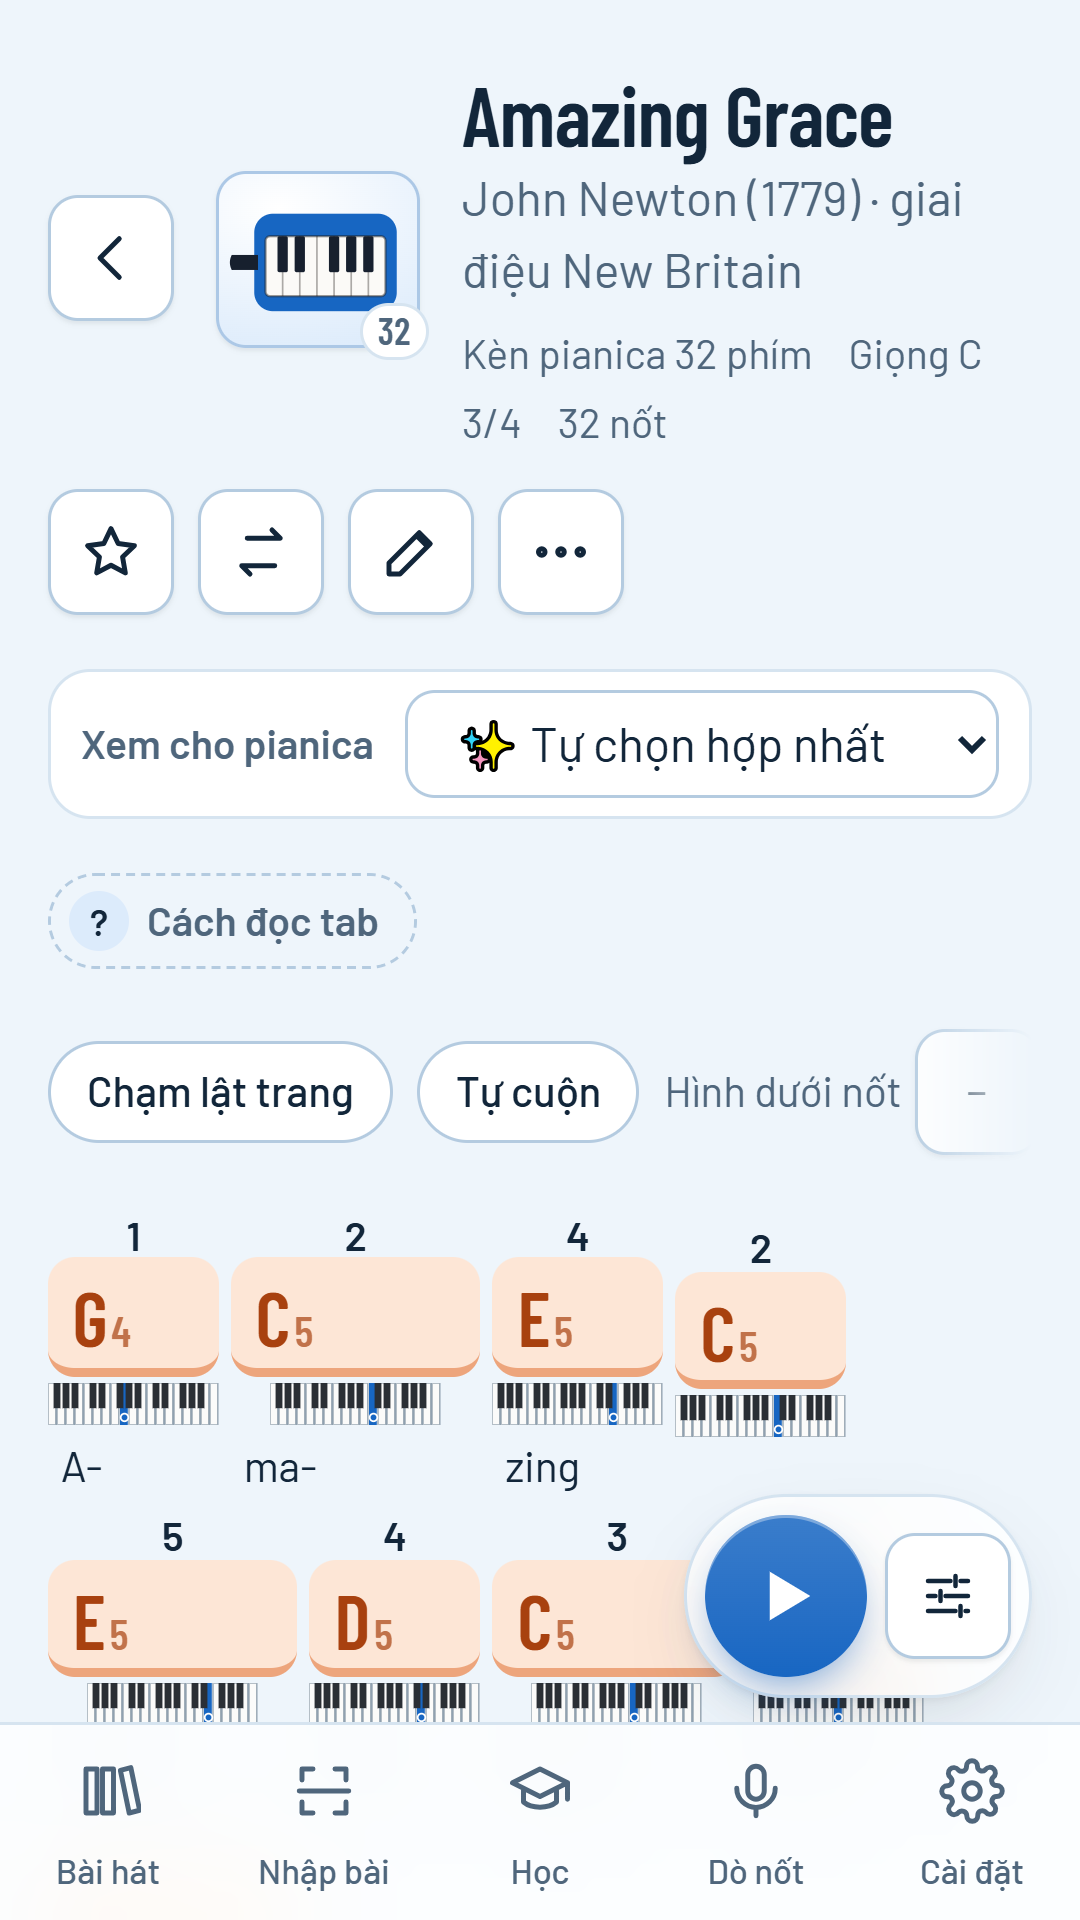 Amazing Grace
John Newton (1779) · giai
điệu New Britain
32
Kèn pianica 32 phím Giọng C
3/4 32 nốt
Xem cho pianica ✨ Tự chọn hợp nhất
? Cách đọc tab
Chạm lật trang Tự cuộn Hình dưới nốt –
1 2 4 2
G4 C5 E5 C5
A- ma- zing
5 4 3
E5 D5 C5
Bài hát Nhập bài Học Dò nốt Cài đặt